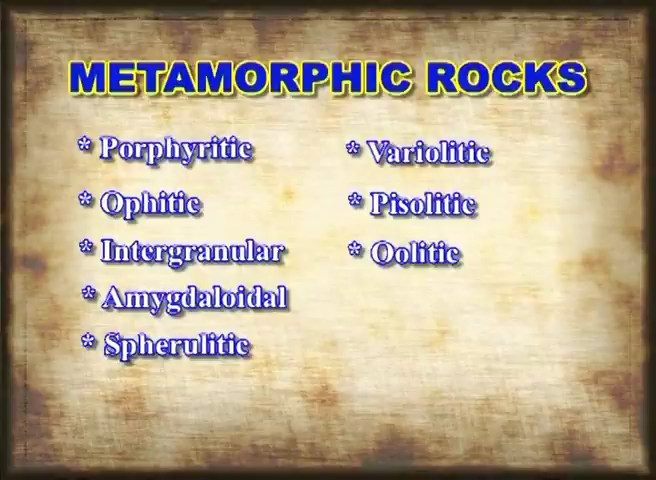 METAMORPHIC ROCKS
* Porphyritic
* Ophitic
* Intergranular
* Amygdaloidal
* Spherulitic
* Variolitic
* Pisolitic
* Oolitic